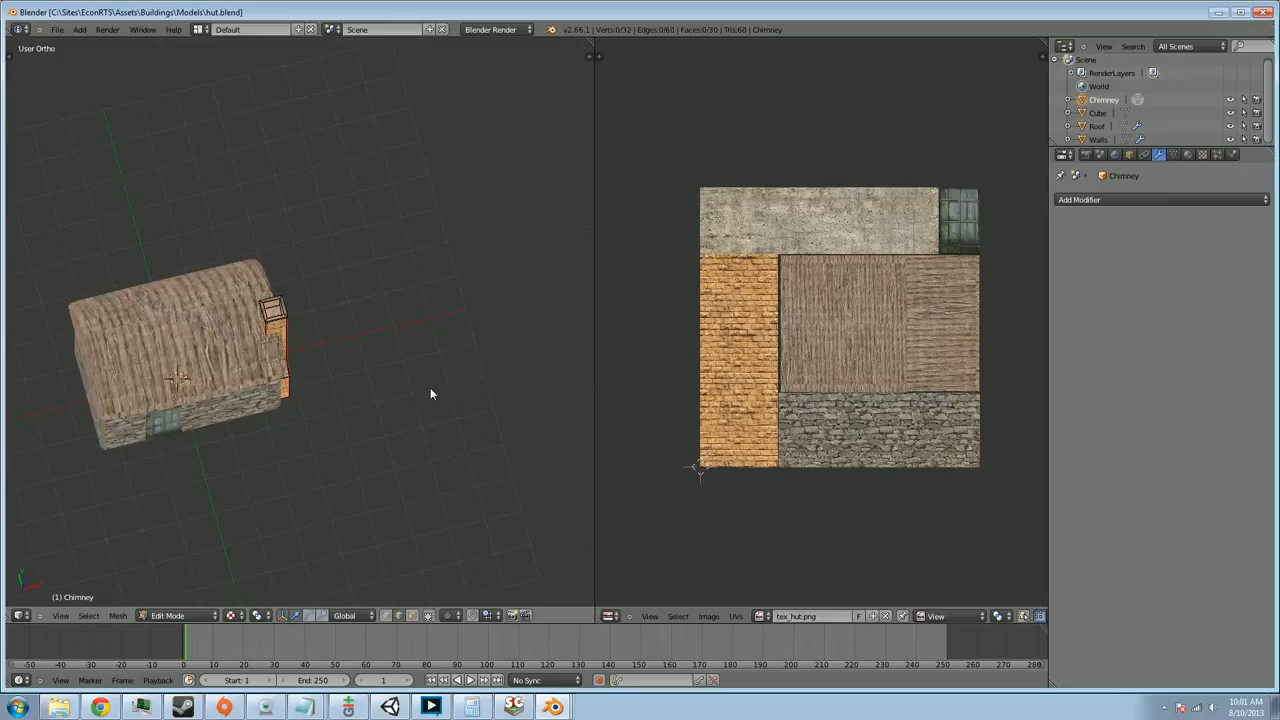 Blender [C:\Sites\EconRTS\Assets\Buildings\Models\hut.blend]
File Add Render Window Help Default Scene Blender Render v2.66.1 | Verts:0/32 | Edges:0/60 | Faces:0/30 | Tris:60 | Chimney
User Ortho
View Search All Scenes
Scene
RenderLayers
World
Chimney
Cube
Roof
Walls
Chimney
Add Modifier
(1) Chimney
View Select Mesh Edit Mode Global View Select Image UVs tex_hut.png F View
-50 -40 -30 -20 -10 0 10 20 30 40 50 60 70 80 90 100 110 120 130 140 150 160 170 180 190 200 210 220 230 240 250 260 270 280
View Marker Frame Playback Start: 1 End: 250 1 No Sync
10:01 AM
8/10/2013